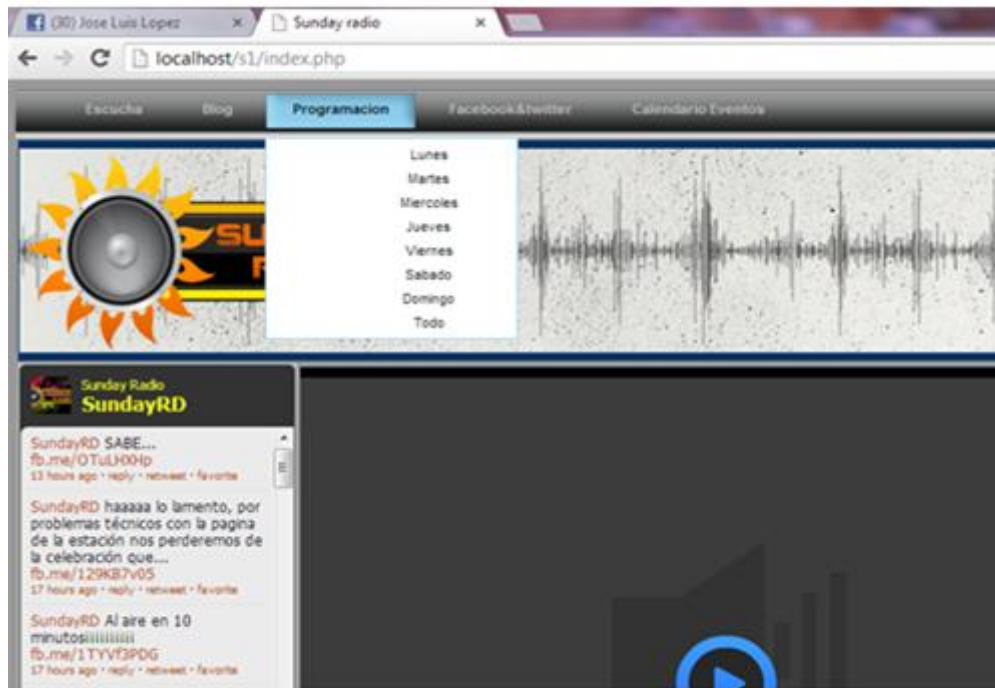 (30) Jose Luis Lopez
Sunday radio
localhost/s1/index.php
Escucha Blog Programacion Facebook&twitter Calendario Eventos
Lunes
Martes
Miercoles
Jueves
Viernes
Sabado
Domingo
Todo
SU
R
Sunday Radio
SundayRD
SundayRD SABE...
fb.me/OTuLHXHp
13 hours ago · reply · retweet · favorite
SundayRD haaaaa lo lamento, por
problemas técnicos con la pagina
de la estación nos perderemos de
la celebración que....
fb.me/129KB7v05
17 hours ago · reply · retweet · favorite
SundayRD Al aire en 10
fb.me/1TYVf3PDG
17 hours ago · reply · retweet · favorite